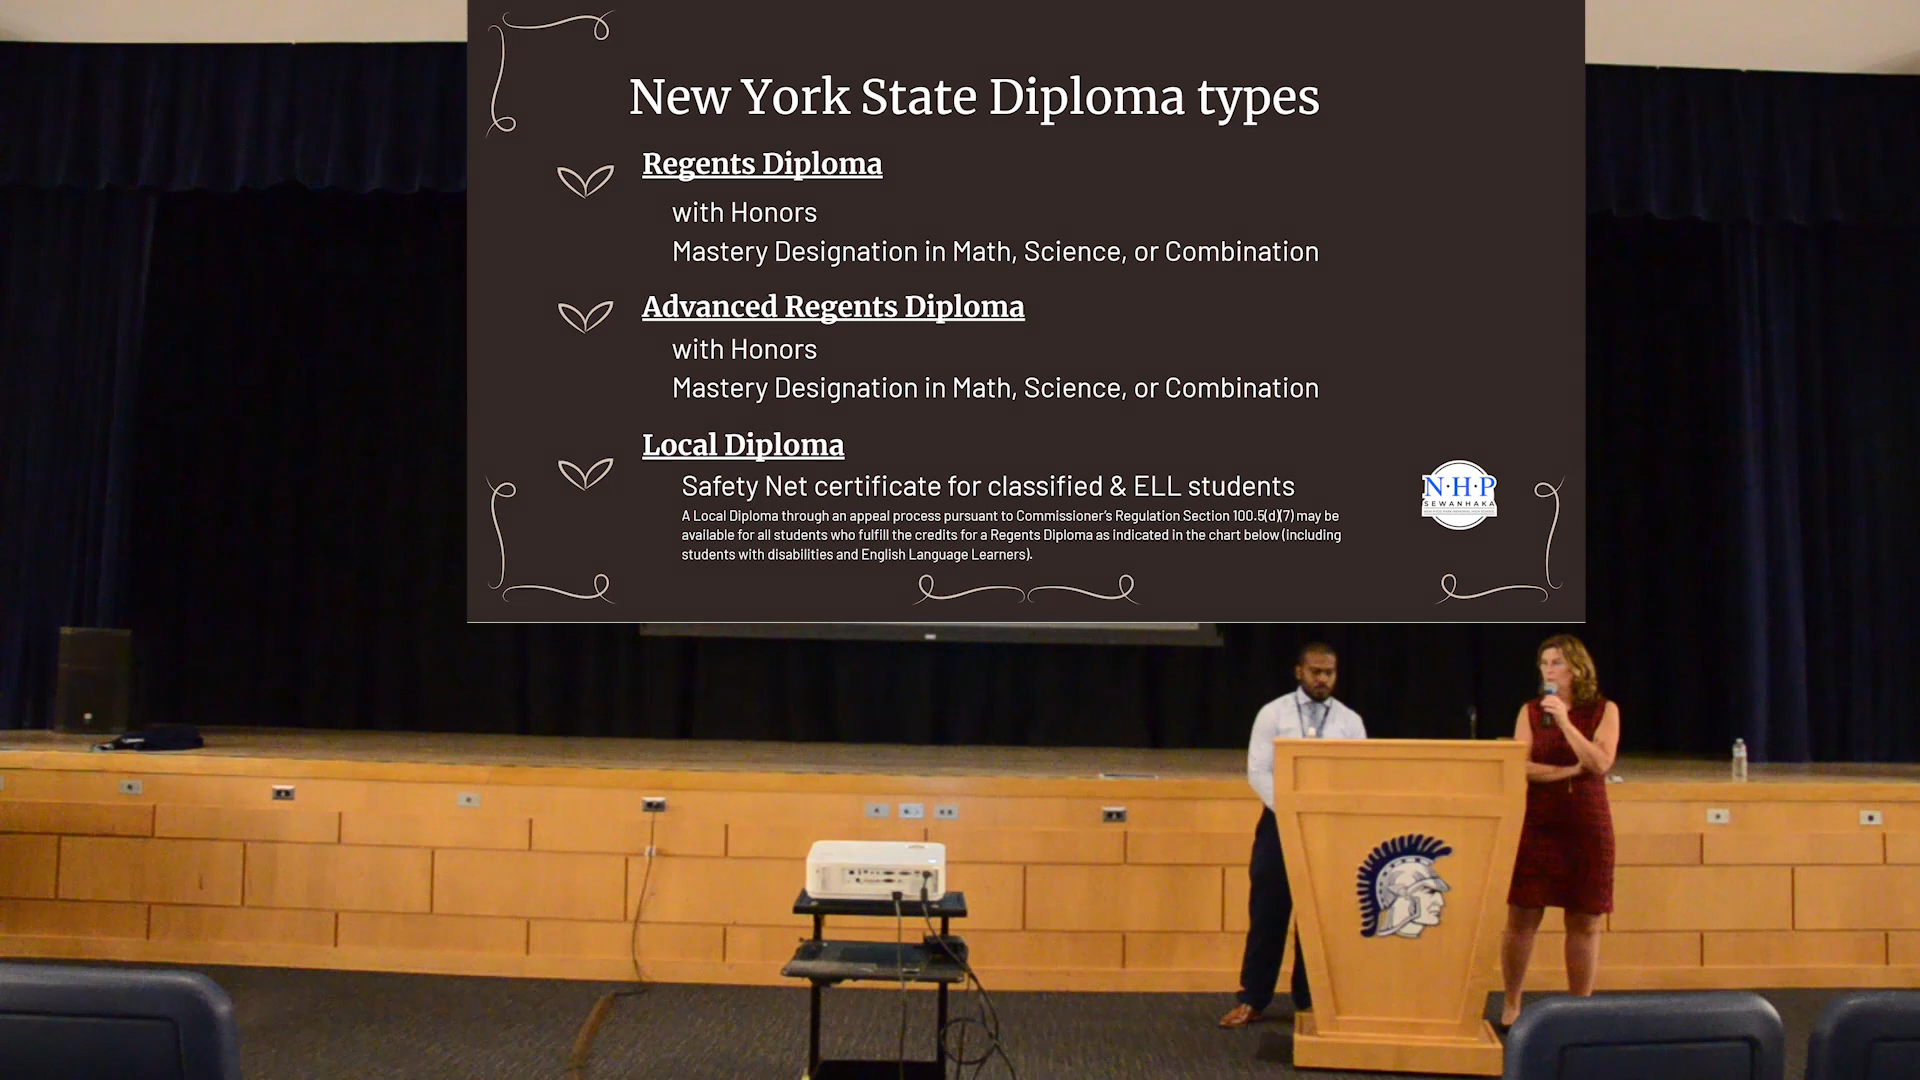 New York State Diploma types
Regents Diploma
with Honors
Mastery Designation in Math, Science, or Combination
Advanced Regents Diploma
with Honors
Mastery Designation in Math, Science, or Combination
Local Diploma
Safety Net certificate for classified & ELL students
A Local Diploma through an appeal process pursuant to Commissioner's Regulation Section 100.5(d)(7) may be
available for all students who fulfill the credits for a Regents Diploma as indicated in the chart below (including
students with disabilities and English Language Learners).
N·H·P
SEWANHAKA